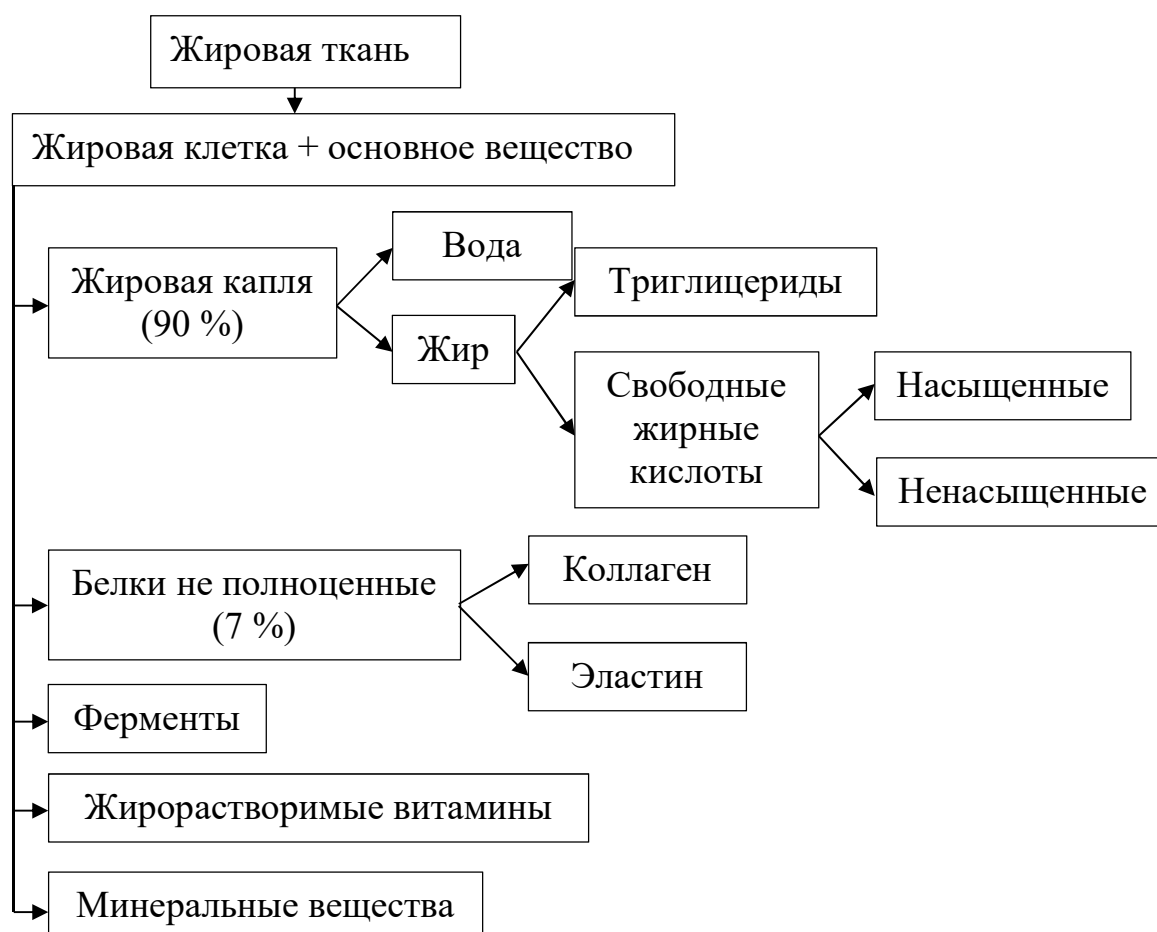 Жировая ткань
Жировая клетка + основное вещество
Вода
Жировая капля
(90 %)
Триглицериды
Жир
Свободные
жирные
кислоты
Насыщенные
Ненасыщенные
Белки не полноценные
(7 %)
Коллаген
Эластин
Ферменты
Жирорастворимые витамины
Минеральные вещества